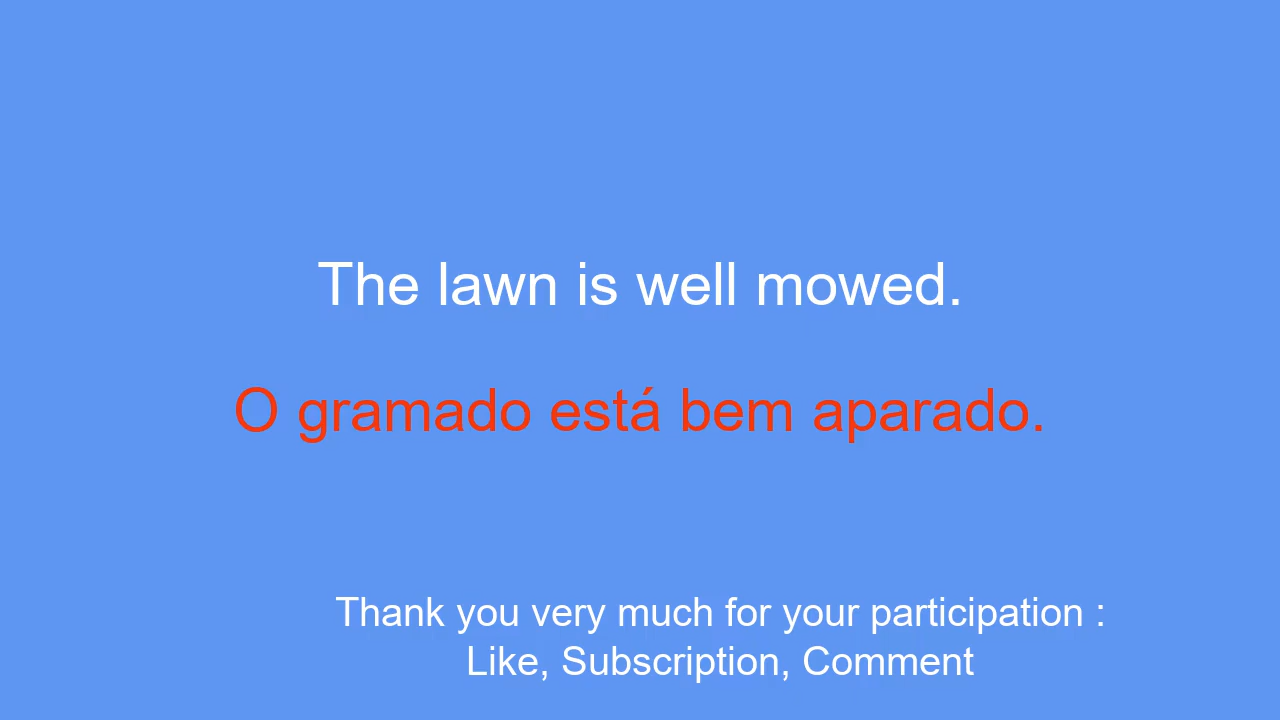 The lawn is well mowed.
O gramado está bem aparado.
Thank you very much for your participation :
Like, Subscription, Comment